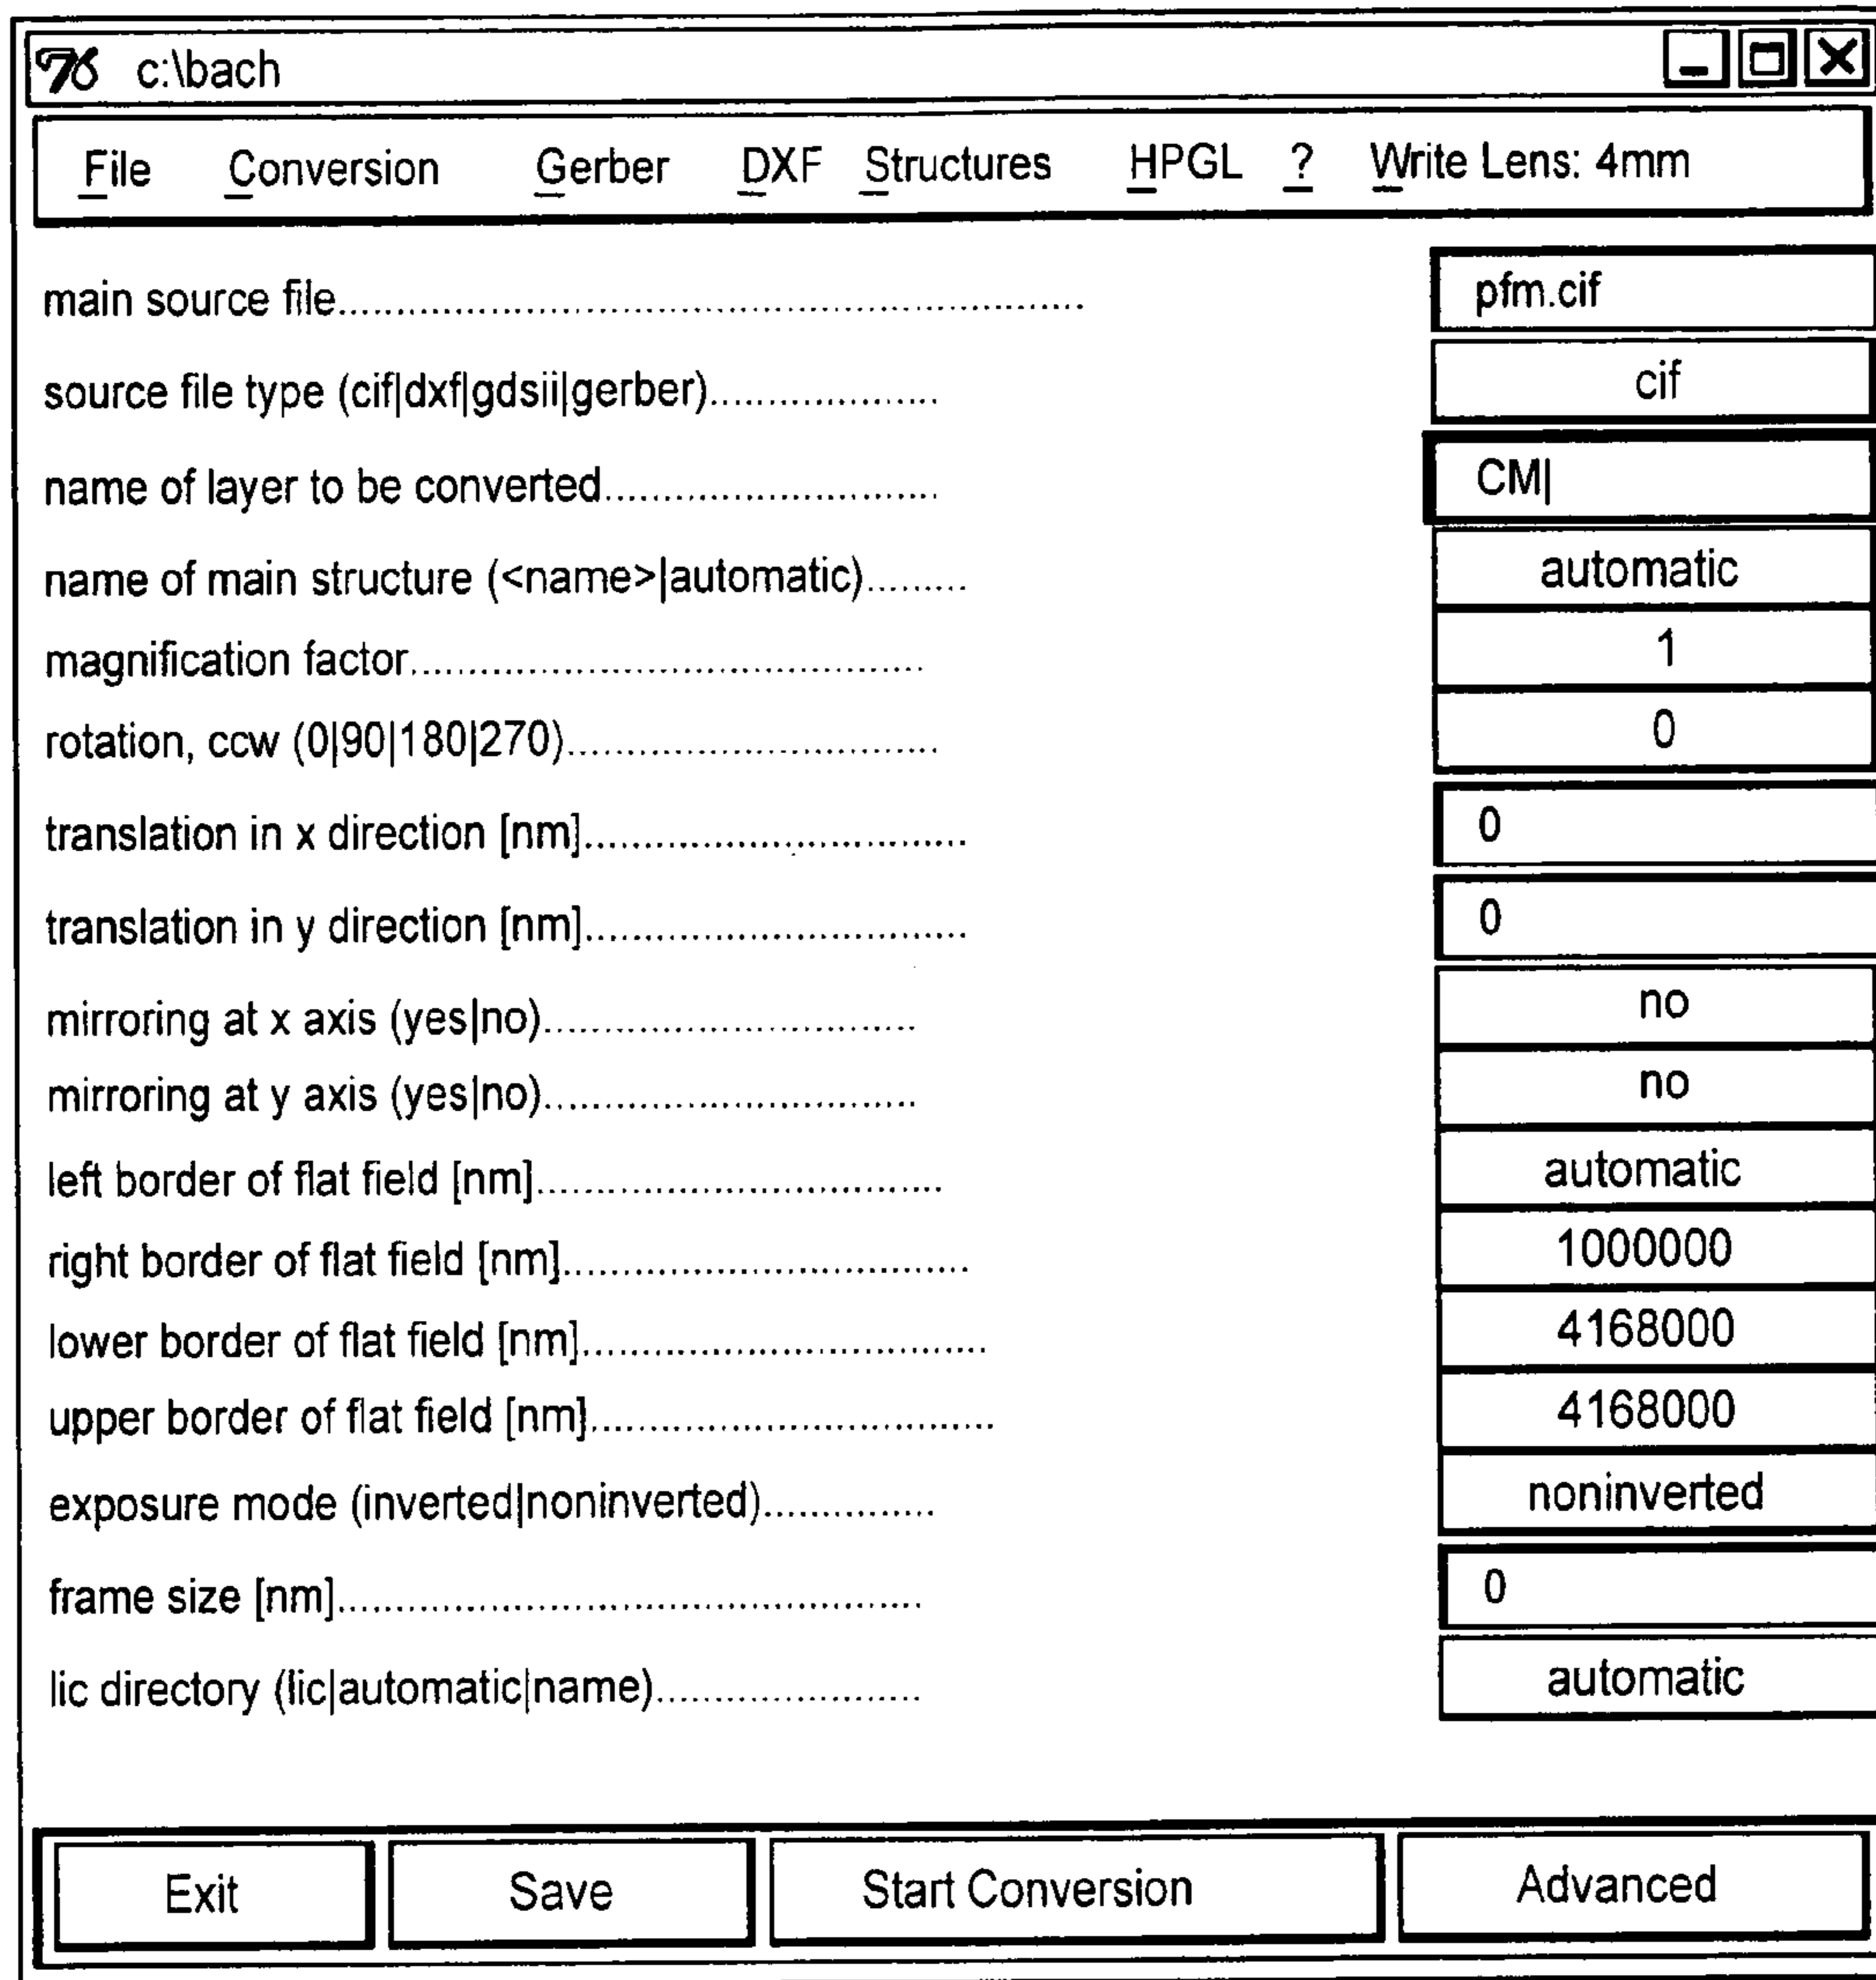 76 c:\bach
File Conversion Gerber DXF Structures HPGL ? Write Lens: 4mm
main source file............................................................... pfm.cif
source file type (cif|dxf|gdsii|gerber)................... cif
name of layer to be converted........................... CM|
name of main structure (<name>|automatic)......... automatic
magnification factor.......................................... 1
rotation, ccw (0|90|180|270)............................... 0
translation in x direction [nm]................................ 0
translation in y direction [nm]................................ 0
mirroring at x axis (yes|no)............................... no
mirroring at y axis (yes|no)............................... no
left border of flat field [nm].................................. automatic
right border of flat field [nm].................................. 1000000
lower border of flat field [nm].................................. 4168000
upper border of flat field [nm].................................. 4168000
exposure mode (inverted|noninverted).............. noninverted
frame size [nm]................................................. 0
lic directory (lic|automatic|name)...................... automatic
Exit Save Start Conversion Advanced